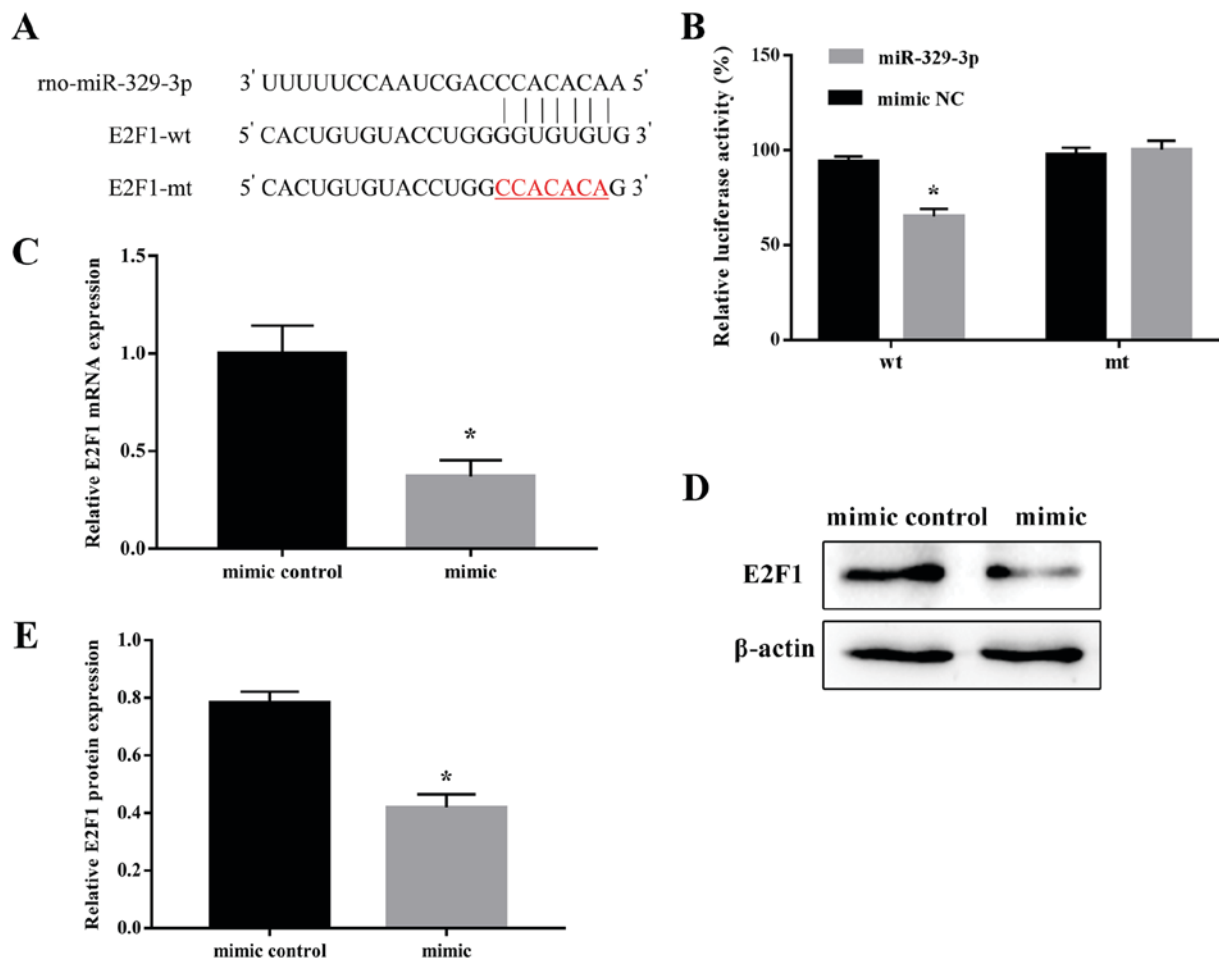 A
rno-miR-329-3p 3' UUUUUCCAAUCGACCCACACAA 5'
E2F1-wt 5' CACUGUGUACCUGGGGUGUGUG 3'
E2F1-mt 5' CACUGUGUACCUGGCCACACAG 3'
B
Relative luciferase activity (%)
150
100
50
0
miR-329-3p
mimic NC
*
wt mt
C
Relative E2F1 mRNA expression
1.5
1.0
0.5
0.0
*
mimic control mimic
D
mimic control mimic
E2F1
β-actin
E
Relative E2F1 protein expression
0.8
0.6
0.4
0.2
0.0
*
mimic control mimic